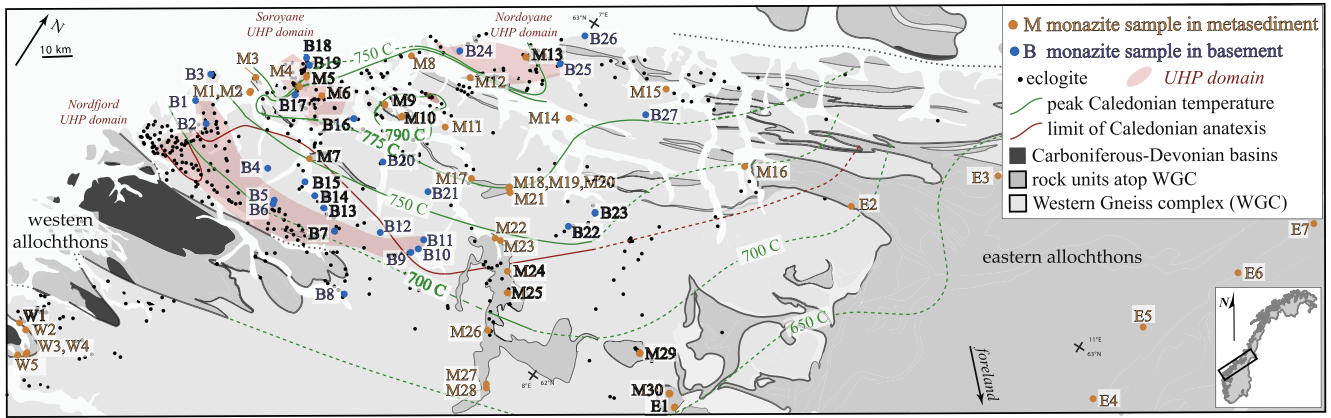 N
10 km
Soroyane
UHP domain
Nordoyane
UHP domain
63°N
7°E
Nordfjord
UHP domain
B18
B19
M3
M4
M5
B3
M1,M2
B1
B2
B17
M6
B16
750 C
M8
B24
M12
M13
B25
B26
M9
M10
790 C
775 C
M11
M14
M15
B27
M7
B4
B5
B6
B15
B14
B13
B7
B8
B20
B21
750 C
B12
B11
B10
B9
700 C
M17
M18,M19,M20
M21
B23
B22
M22
M23
M24
M25
M26
M27
M28
8°E
62°N
M29
M30
E1
M16
E2
700 C
650 C
western
allochthons
W1
W2
W3,W4
W5
eastern allochthons
E3
E7
E6
E5
E4
11°E
63°N
foreland
N
M monazite sample in metasediment
B monazite sample in basement
eclogite
UHP domain
peak Caledonian temperature
limit of Caledonian anatexis
Carboniferous-Devonian basins
rock units atop WGC
Western Gneiss complex (WGC)